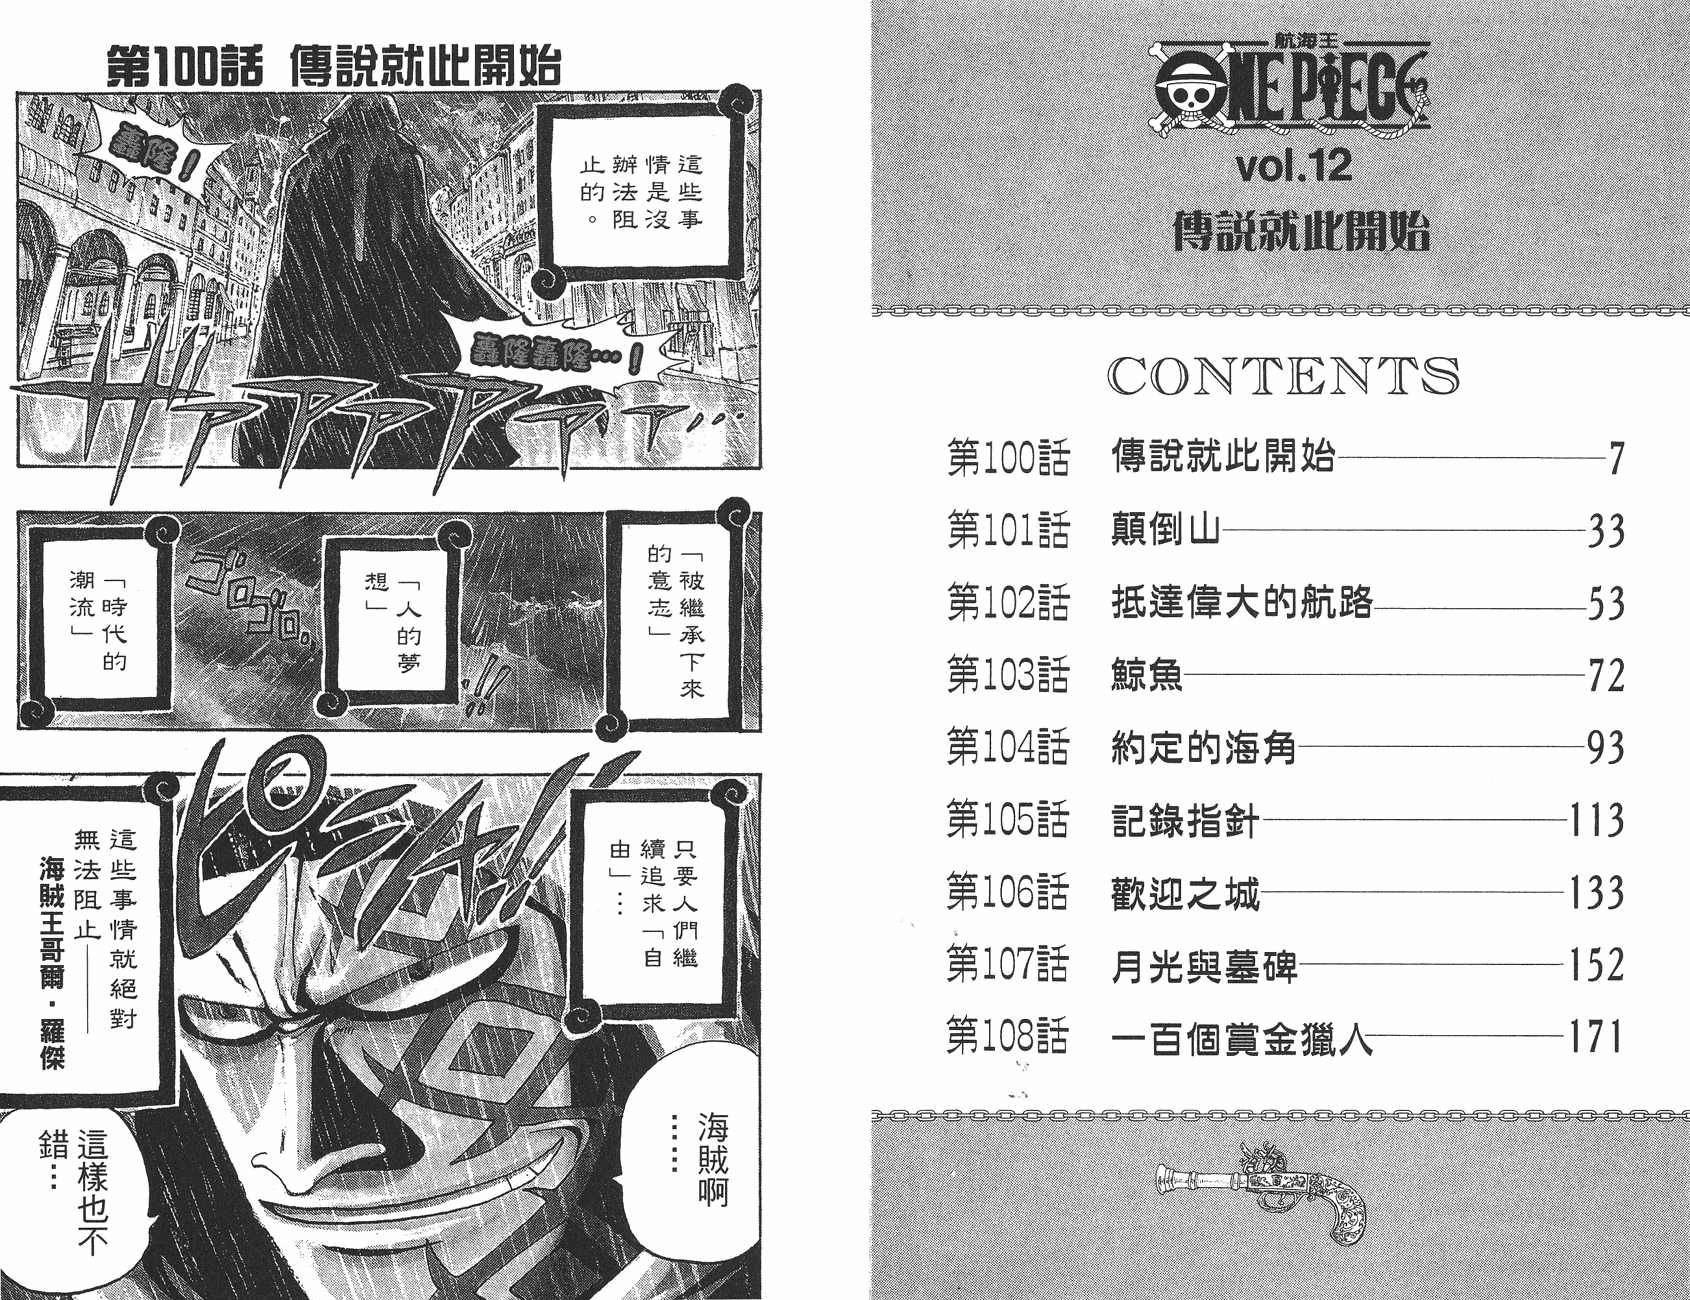 航海王
ONE PIECE
vol.12
傳說就此開始
CONTENTS
第100話 傳說就此開始 7
第101話 顛倒山 33
第102話 抵達偉大的航路 53
第103話 鯨魚 72
第104話 約定的海角 93
第105話 記錄指針 113
第106話 歡迎之城 133
第107話 月光與墓碑 152
第108話 一百個賞金獵人 171
第100話 傳說就此開始
這些事
情是沒
辦法阻
止的。
轟隆！
轟隆轟隆…！
ザァァァァァァ…
「被繼承下來
的意志」
「人的夢
想」
ゴロゴロ…!!
「時代的
潮流」
只要人們繼
續追求「自
由」…
ピシャ!!
這些事情就絕對
無法阻止——
海賊王哥爾·羅傑
海賊啊
……
這樣也不
錯…